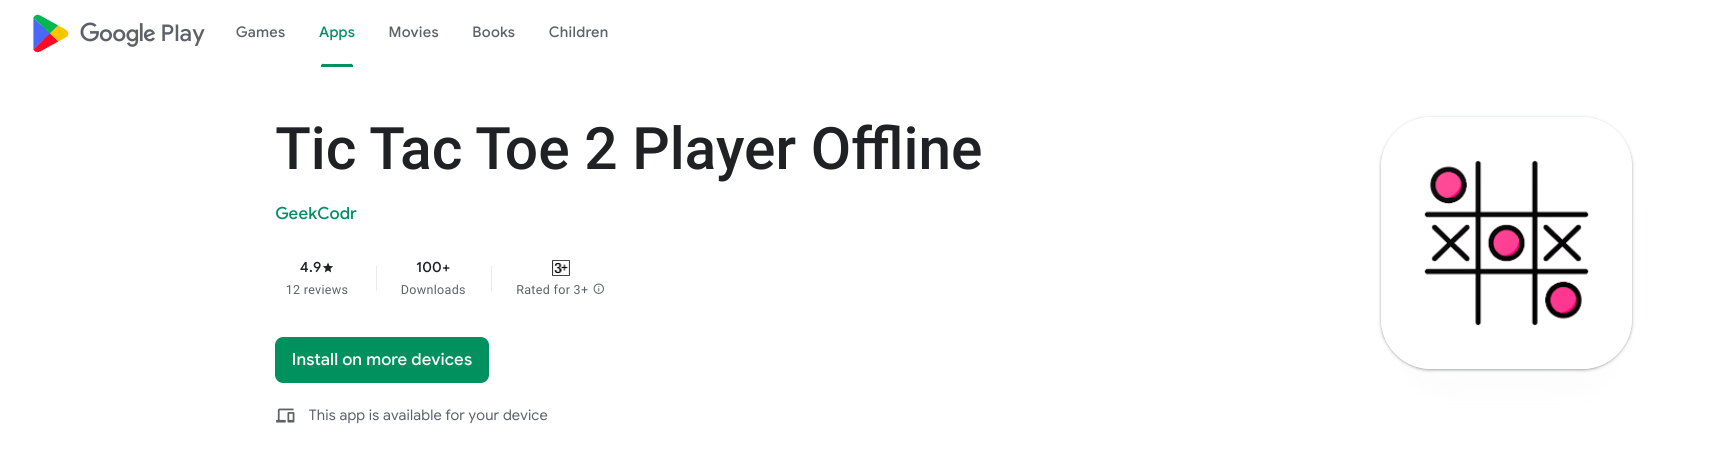 Google Play Games Apps Movies Books Children
Tic Tac Toe 2 Player Offline
GeekCodr
4.9★ 100+ 3+
12 reviews Downloads Rated for 3+
Install on more devices
This app is available for your device